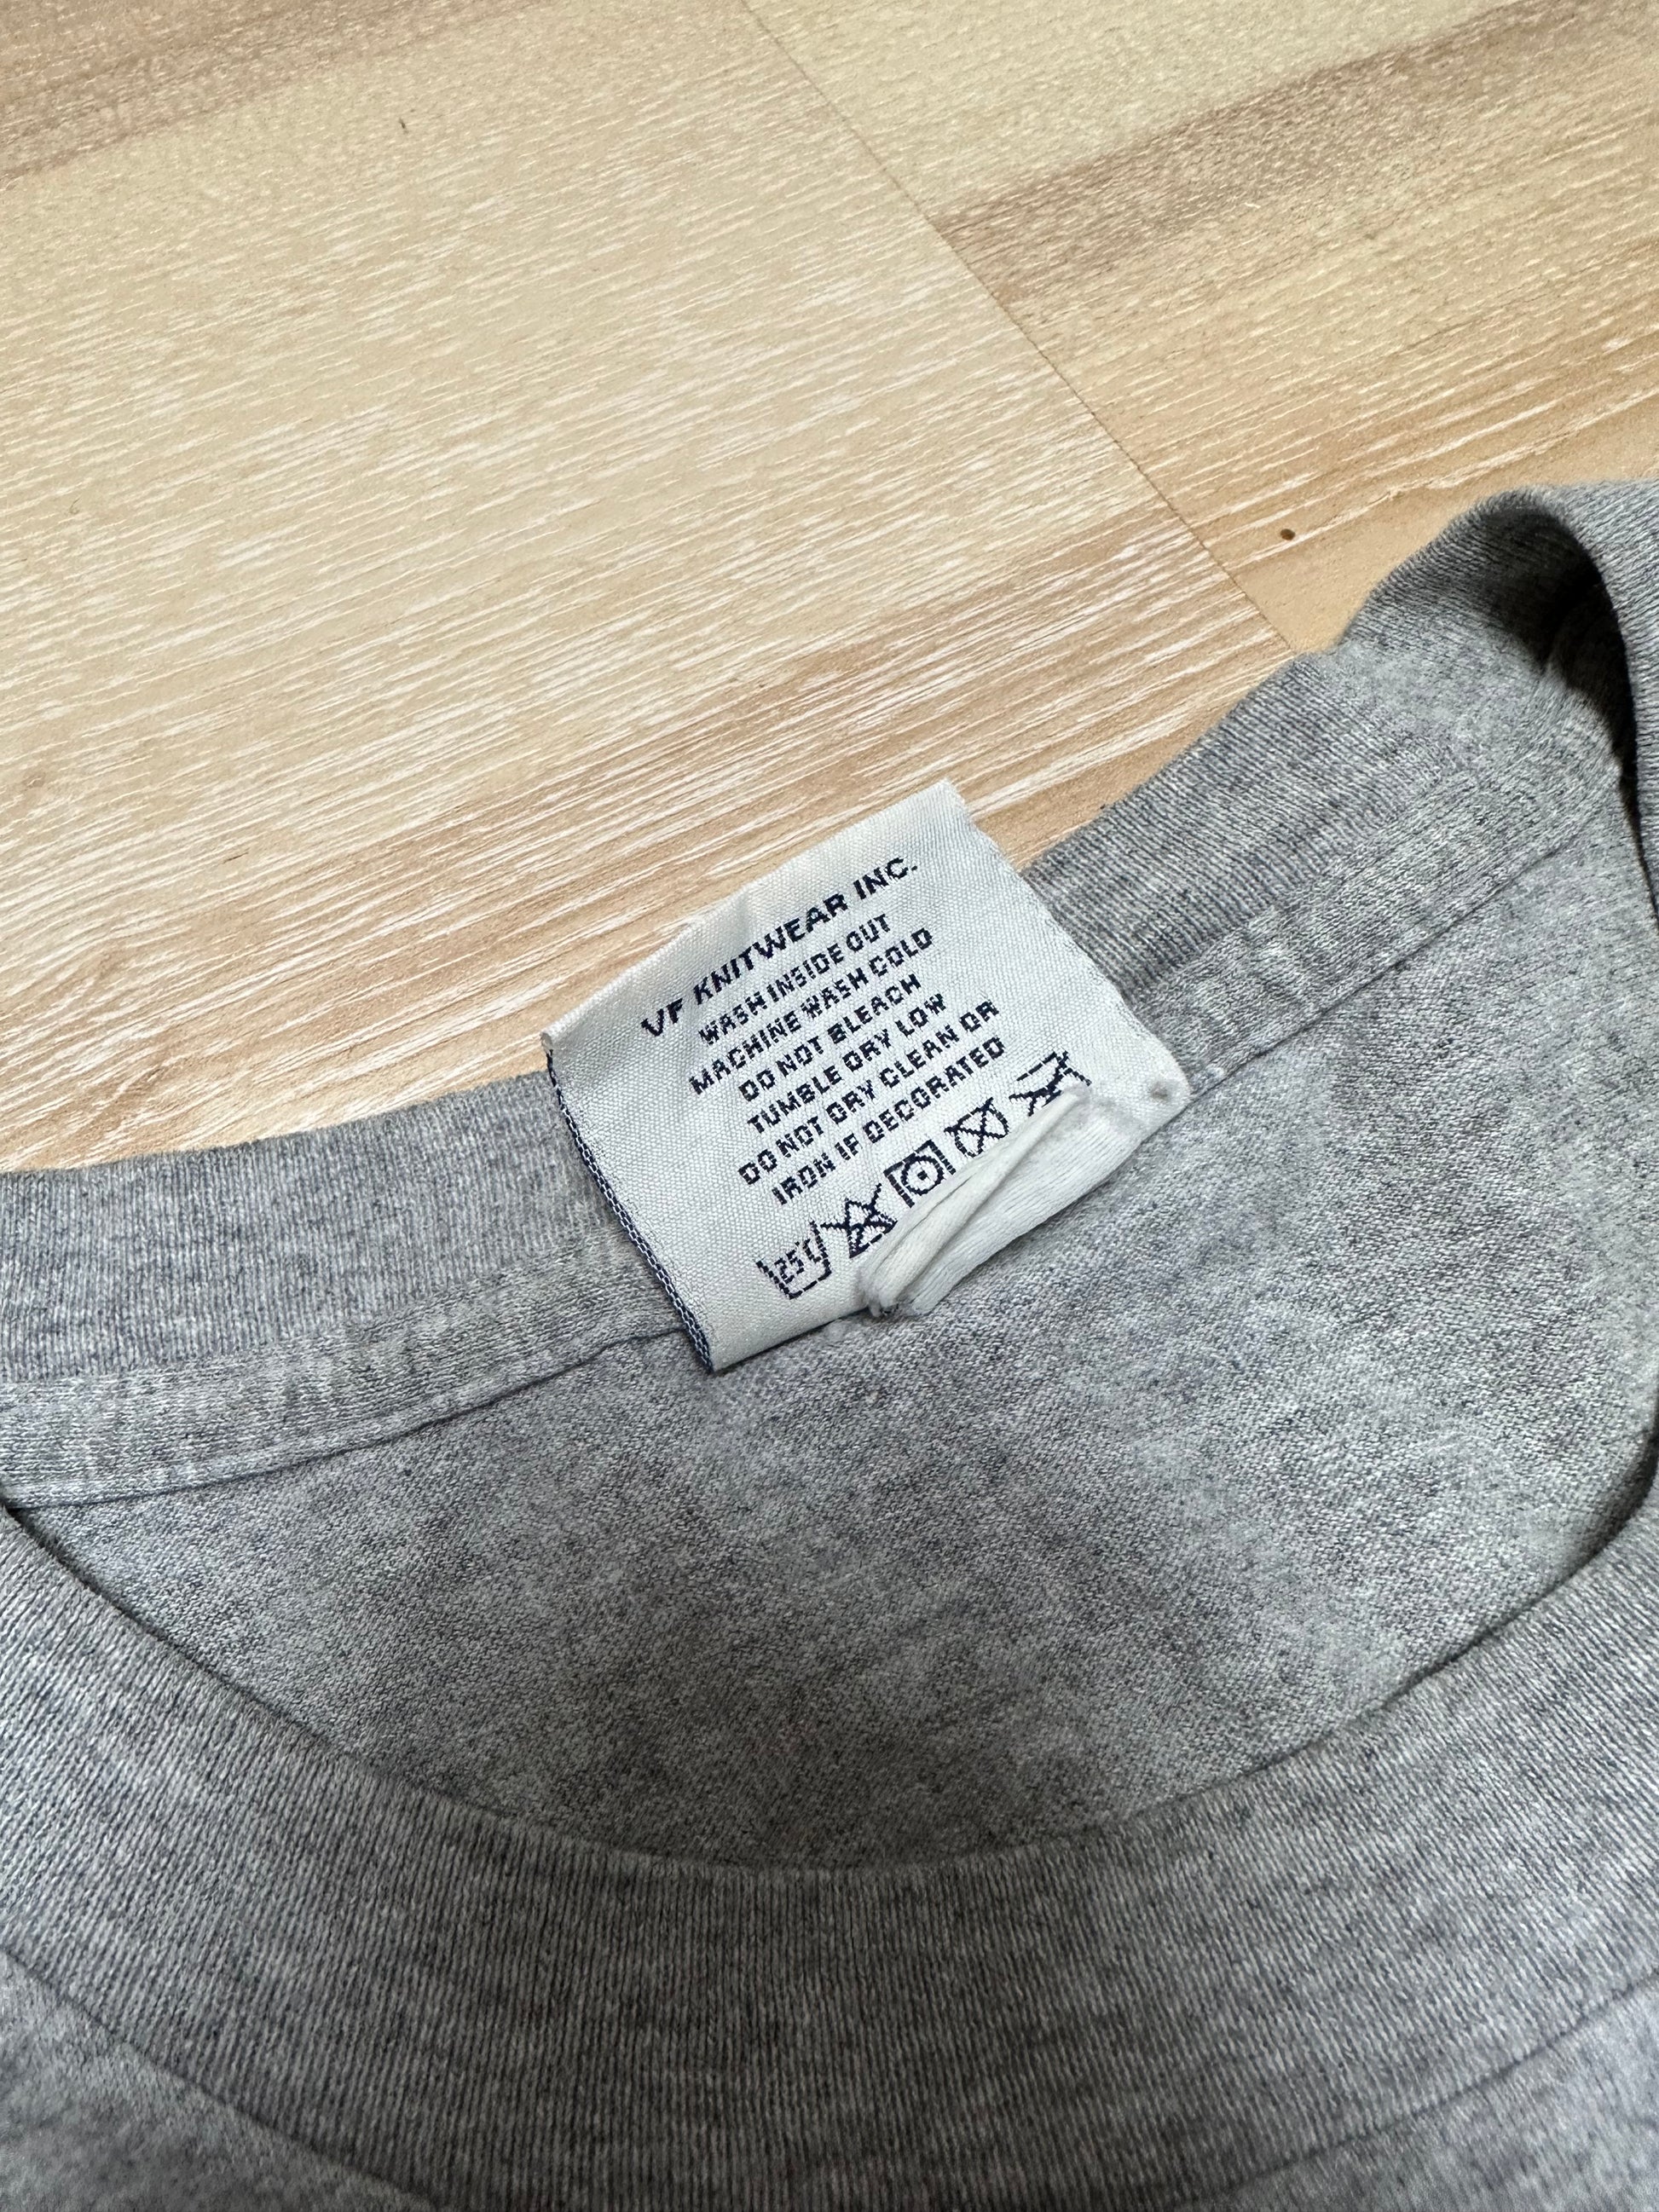 VF KNITWEAR INC.
WASH INSIDE OUT
MACHINE WASH COLD
DO NOT BLEACH
TUMBLE DRY LOW
DO NOT DRY CLEAN OR
IRON IF DECORATED
25°C